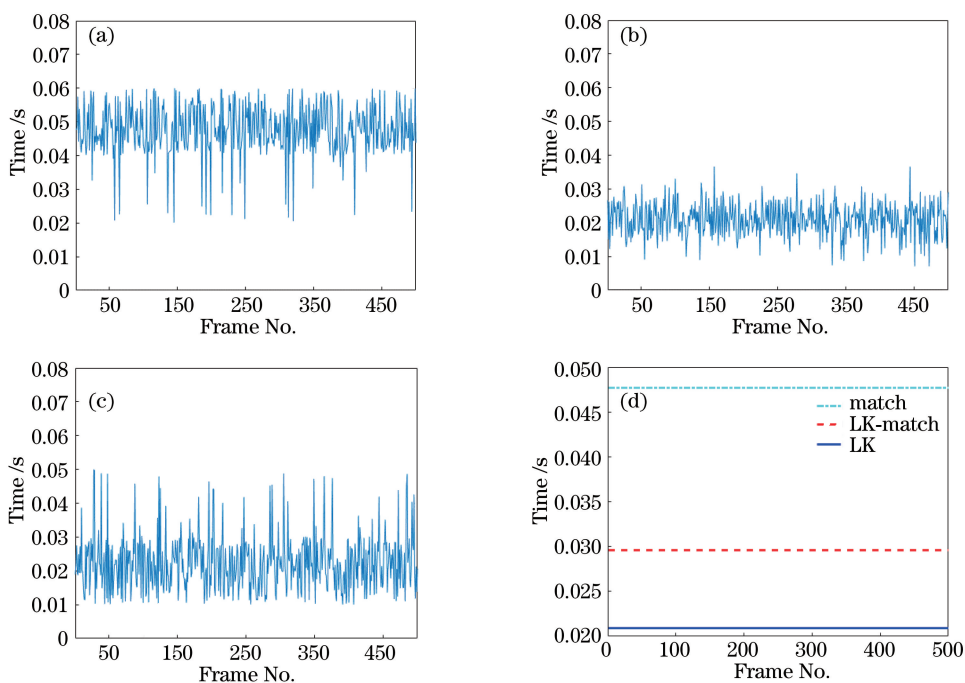 (a)
0.08
0.07
0.06
0.05
0.04
0.03
0.02
0.01
0
Time /s
50 150 250 350 450
Frame No.
(b)
0.08
0.07
0.06
0.05
0.04
0.03
0.02
0.01
0
Time /s
50 150 250 350 450
Frame No.
(c)
0.08
0.07
0.06
0.05
0.04
0.03
0.02
0.01
0
Time /s
50 150 250 350 450
Frame No.
(d)
0.050
0.045
0.040
0.035
0.030
0.025
0.020
Time /s
match
LK-match
LK
0 100 200 300 400 500
Frame No.